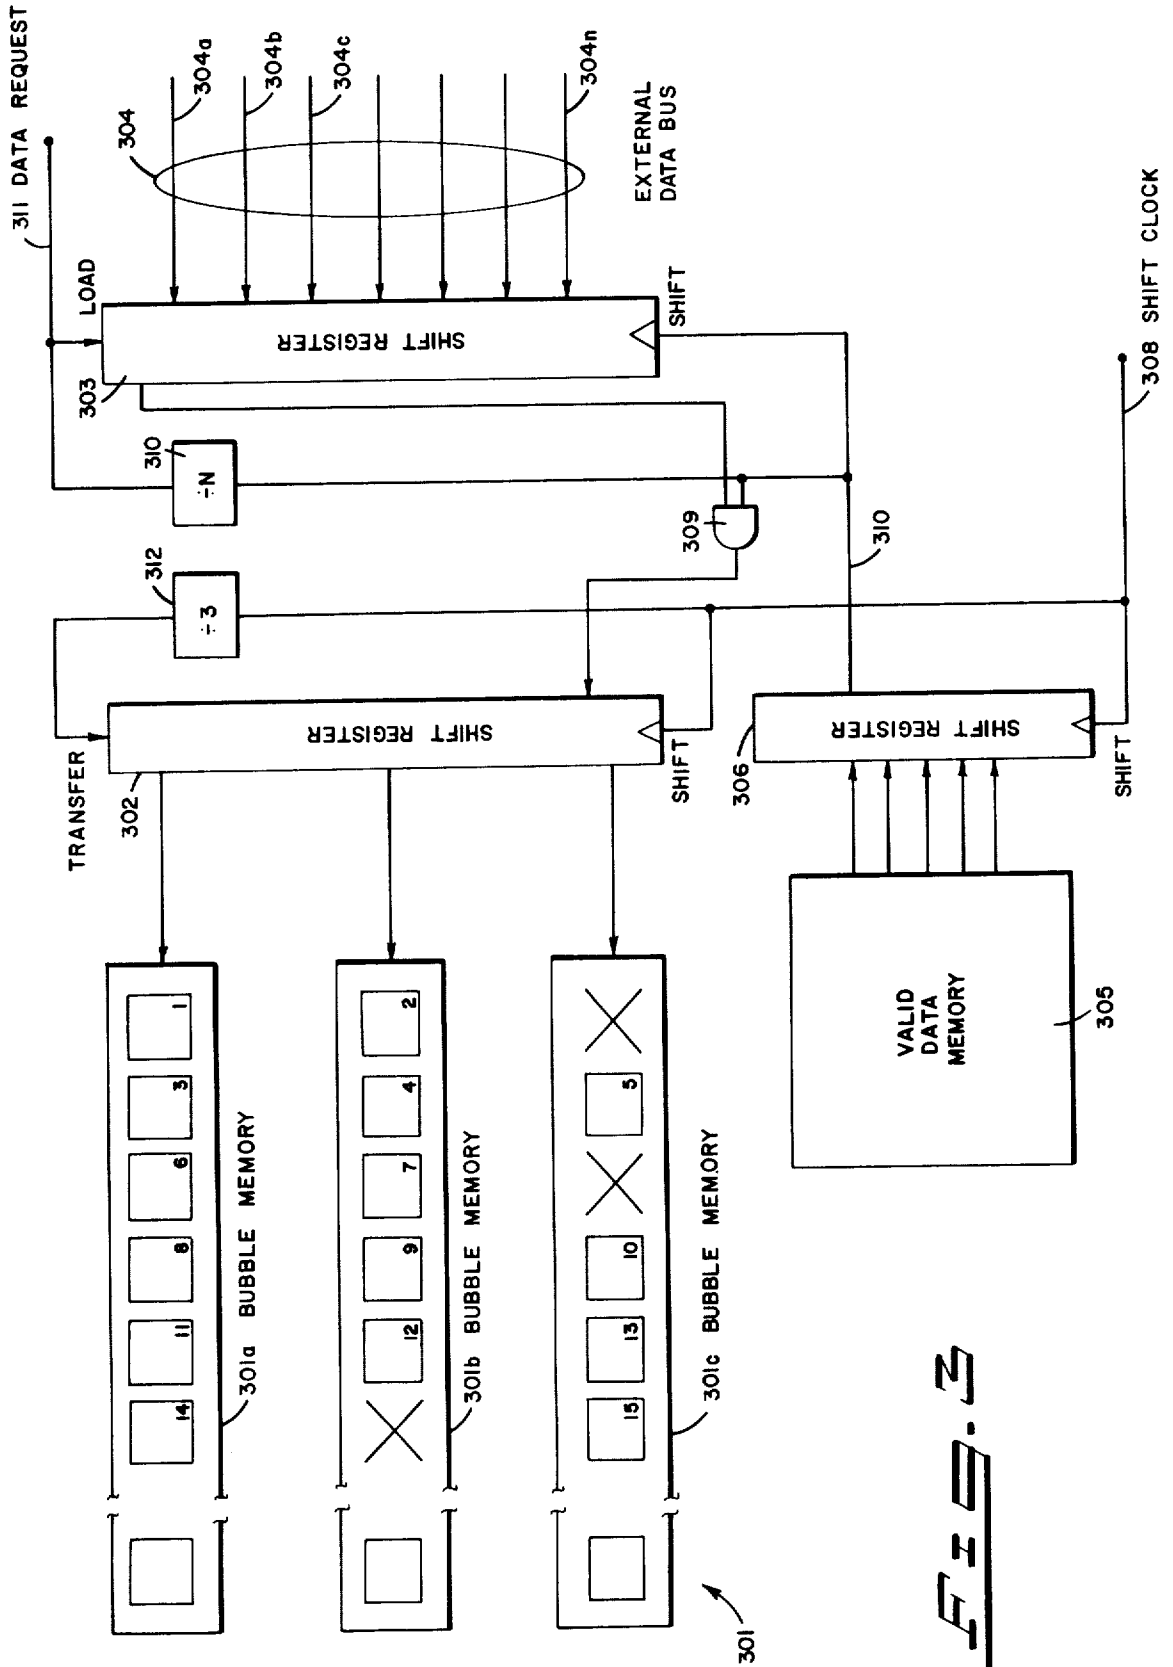 311 DATA REQUEST
304
304a
304b
304c
304n
EXTERNAL
DATA BUS
LOAD
303
SHIFT REGISTER
SHIFT
310
÷N
312
÷3
309
310
308 SHIFT CLOCK
TRANSFER
302
SHIFT REGISTER
SHIFT
306
SHIFT REGISTER
SHIFT
VALID
DATA
MEMORY
305
1
3
6
8
11
14
301a BUBBLE MEMORY
2
4
7
9
12
301b BUBBLE MEMORY
5
10
13
15
301c BUBBLE MEMORY
301
FIG. 3